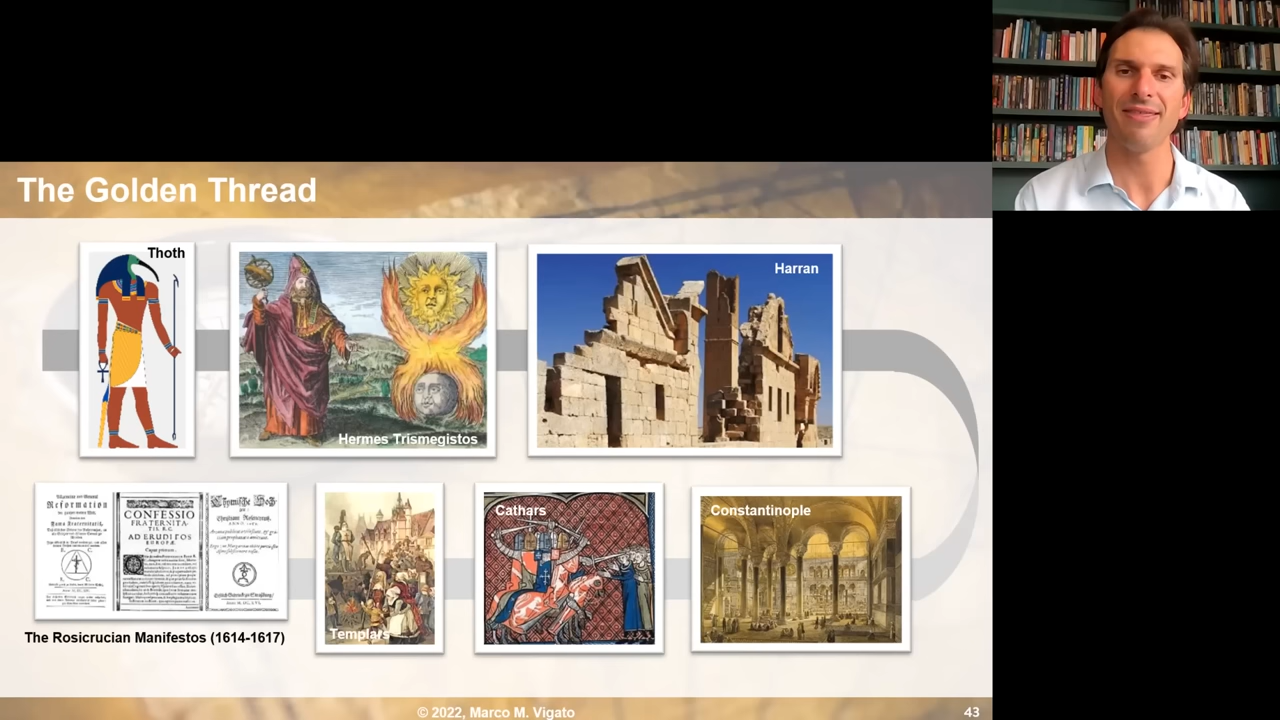 The Golden Thread
Thoth
Hermes Trismegistos
Harran
Reformation
CONFESSIO
FRATERNITA-
TIS R.C.
AD ERUDITOS
EUROPÆ
Templars
Cathars
Constantinople
The Rosicrucian Manifestos (1614-1617)
© 2022, Marco M. Vigato
43